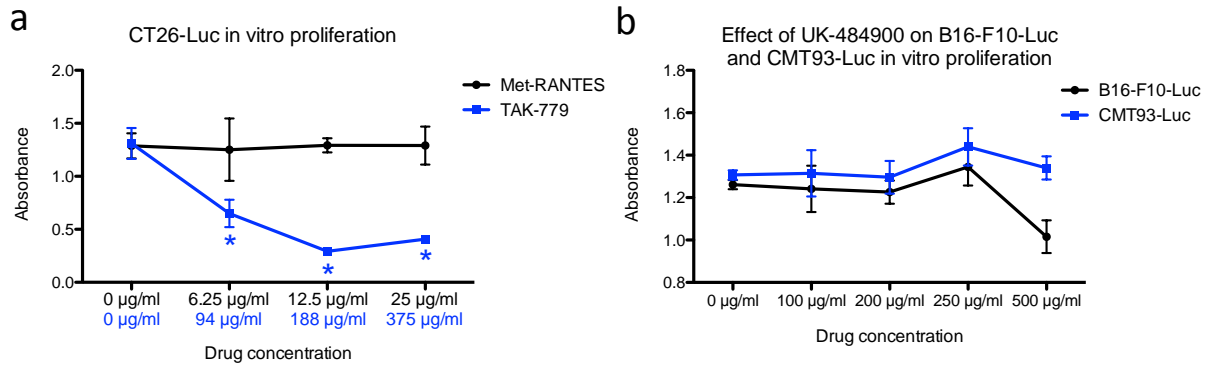 a
CT26-Luc in vitro proliferation
2.0
1.5
1.0
0.5
0.0
Absorbance
Met-RANTES
TAK-779
*
*
*
0 µg/ml 6.25 µg/ml 12.5 µg/ml 25 µg/ml
0 µg/ml 94 µg/ml 188 µg/ml 375 µg/ml
Drug concentration
b
Effect of UK-484900 on B16-F10-Luc
and CMT93-Luc in vitro proliferation
1.8
1.6
1.4
1.2
1.0
0.8
Absorbance
B16-F10-Luc
CMT93-Luc
0 µg/ml 100 µg/ml 200 µg/ml 250 µg/ml 500 µg/ml
Drug concentration